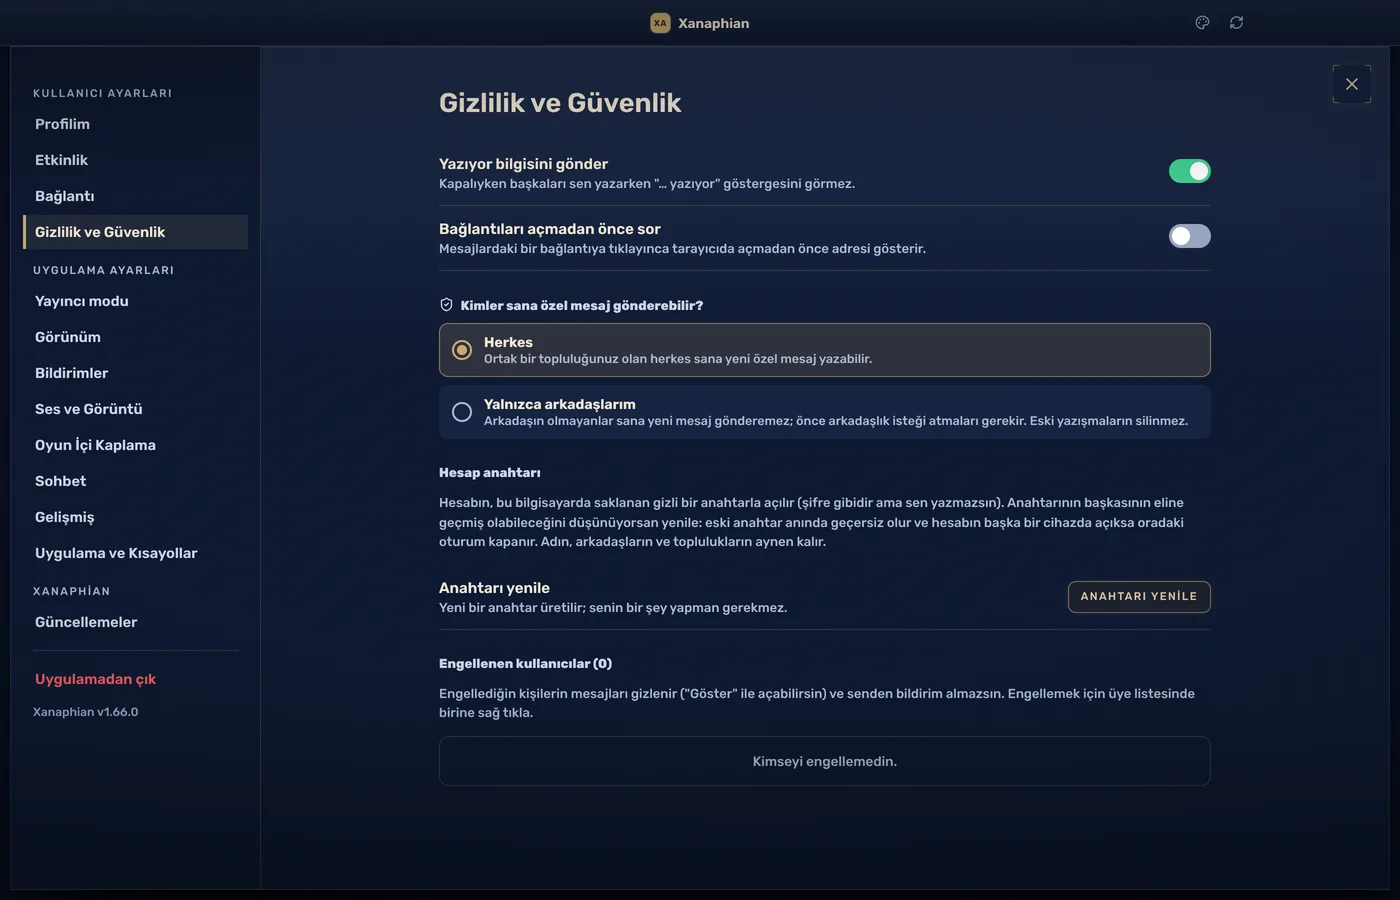 XA Xanaphian
KULLANICI AYARLARI
Profilim
Etkinlik
Bağlantı
Gizlilik ve Güvenlik
UYGULAMA AYARLARI
Yayıncı modu
Görünüm
Bildirimler
Ses ve Görüntü
Oyun İçi Kaplama
Sohbet
Gelişmiş
Uygulama ve Kısayollar
XANAPHİAN
Güncellemeler
Uygulamadan çık
Xanaphian v1.66.0
Gizlilik ve Güvenlik
Yazıyor bilgisini gönder
Kapalıyken başkaları sen yazarken "… yazıyor" göstergesini görmez.
Bağlantıları açmadan önce sor
Mesajlardaki bir bağlantıya tıklayınca tarayıcıda açmadan önce adresi gösterir.
Kimler sana özel mesaj gönderebilir?
Herkes
Ortak bir topluluğunuz olan herkes sana yeni özel mesaj yazabilir.
Yalnızca arkadaşlarım
Arkadaşın olmayanlar sana yeni mesaj gönderemez; önce arkadaşlık isteği atmaları gerekir. Eski yazışmaların silinmez.
Hesap anahtarı
Hesabın, bu bilgisayarda saklanan gizli bir anahtarla açılır (şifre gibidir ama sen yazmazsın). Anahtarının başkasının eline
geçmiş olabileceğini düşünüyorsan yenile: eski anahtar anında geçersiz olur ve hesabın başka bir cihazda açıksa oradaki
oturum kapanır. Adın, arkadaşların ve toplulukların aynen kalır.
Anahtarı yenile
Yeni bir anahtar üretilir; senin bir şey yapman gerekmez.
ANAHTARI YENİLE
Engellenen kullanıcılar (0)
Engellediğin kişilerin mesajları gizlenir ("Göster" ile açabilirsin) ve senden bildirim almazsın. Engellemek için üye listesinde
birine sağ tıkla.
Kimseyi engellemedin.